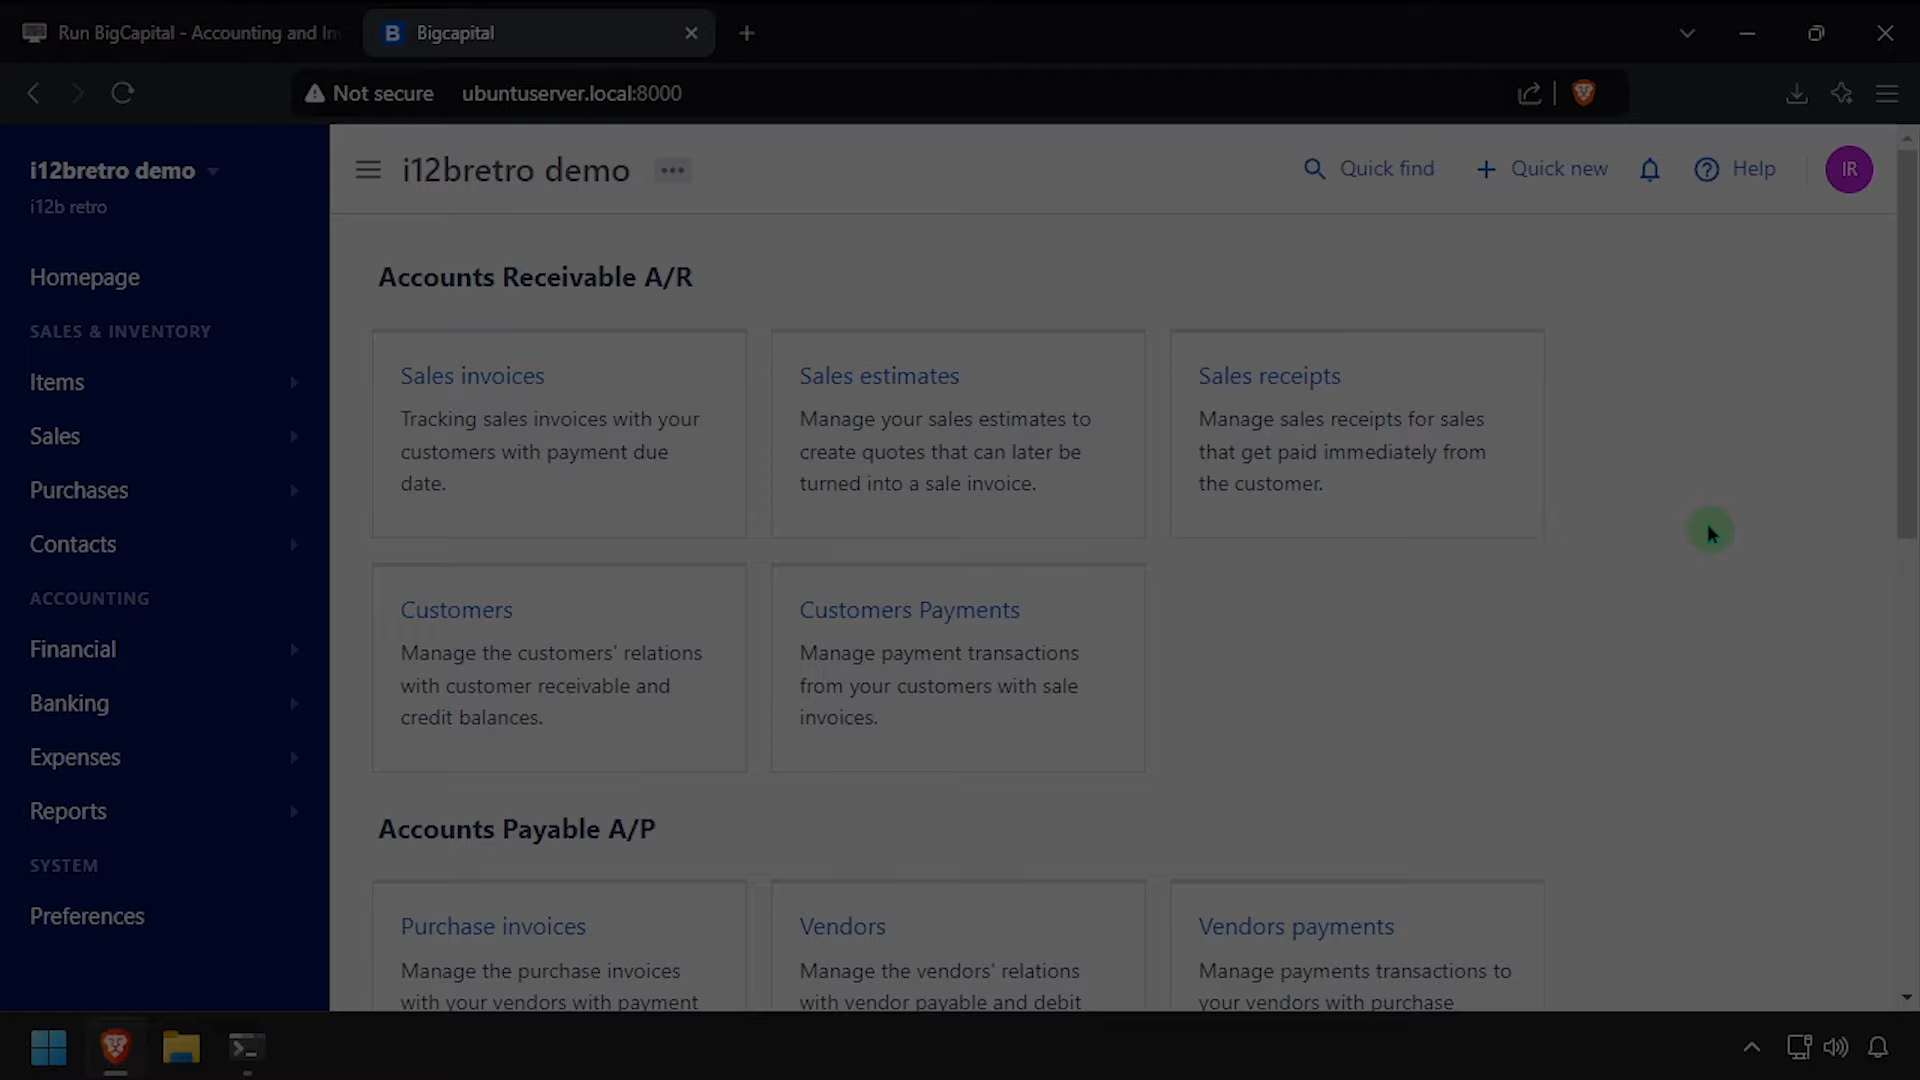 Run BigCapital - Accounting and In
Bigcapital
Not secure
ubuntuserver.local:8000
i12bretro demo
i12b retro
Homepage
SALES & INVENTORY
Items
Sales
Purchases
Contacts
ACCOUNTING
Financial
Banking
Expenses
Reports
SYSTEM
Preferences
i12bretro demo
Quick find
Quick new
Help
IR
Accounts Receivable A/R
Sales invoices
Tracking sales invoices with your
customers with payment due
date.
Sales estimates
Manage your sales estimates to
create quotes that can later be
turned into a sale invoice.
Sales receipts
Manage sales receipts for sales
that get paid immediately from
the customer.
Customers
Manage the customers' relations
with customer receivable and
credit balances.
Customers Payments
Manage payment transactions
from your customers with sale
invoices.
Accounts Payable A/P
Purchase invoices
Manage the purchase invoices
with your vendors with payment
Vendors
Manage the vendors' relations
with vendor payable and debit
Vendors payments
Manage payments transactions to
your vendors with purchase